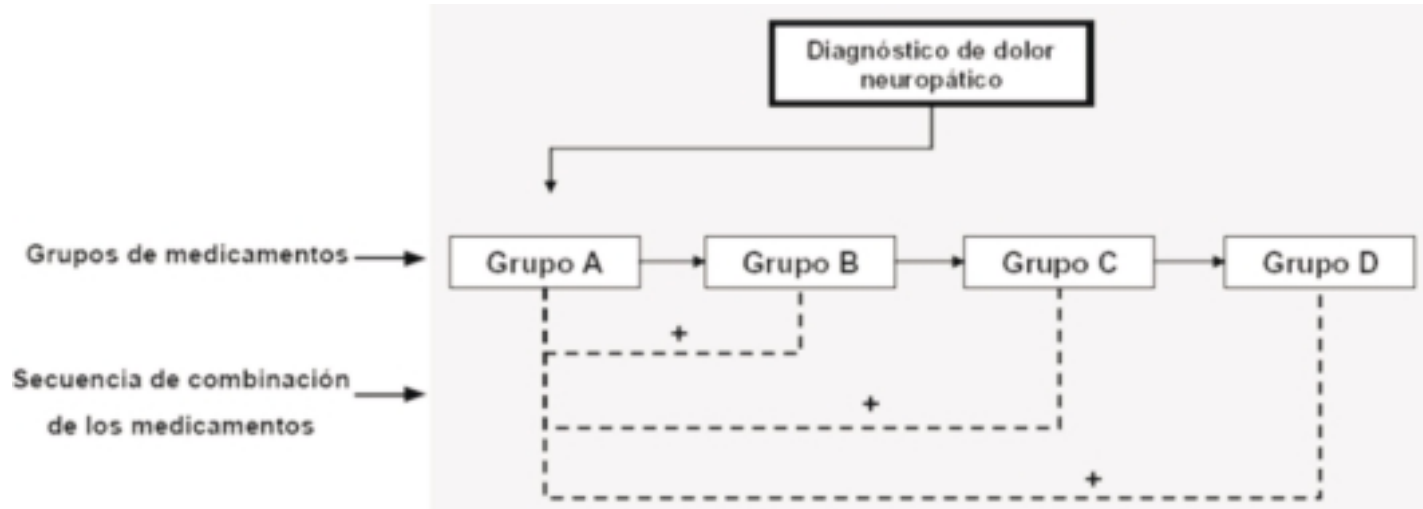 Diagnóstico de dolor
neuropático
Grupos de medicamentos
Grupo A
Grupo B
Grupo C
Grupo D
+
Secuencia de combinación
de los medicamentos
+
+